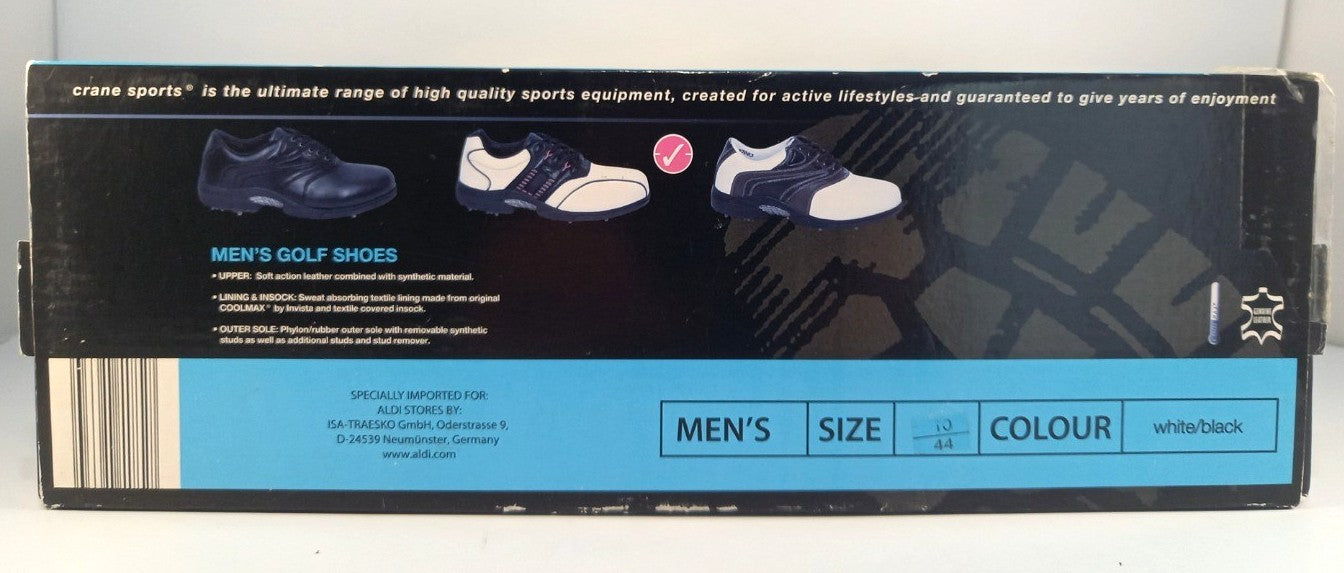 crane sports® is the ultimate range of high quality sports equipment, created for active lifestyles and guaranteed to give years of enjoyment
MEN'S GOLF SHOES
• UPPER: Soft action leather combined with synthetic material.
• LINING & INSOCK: Sweat absorbing textile lining made from original
COOLMAX® by Invista and textile covered insock.
• OUTER SOLE: Phylon/rubber outer sole with removable synthetic
studs as well as additional studs and stud remover.
GENUINE
LEATHER
SPECIALLY IMPORTED FOR:
ALDI STORES BY:
ISA-TRAESKO GmbH, Oderstrasse 9,
D-24539 Neumünster, Germany
www.aldi.com
MEN'S SIZE 10 COLOUR white/black
44